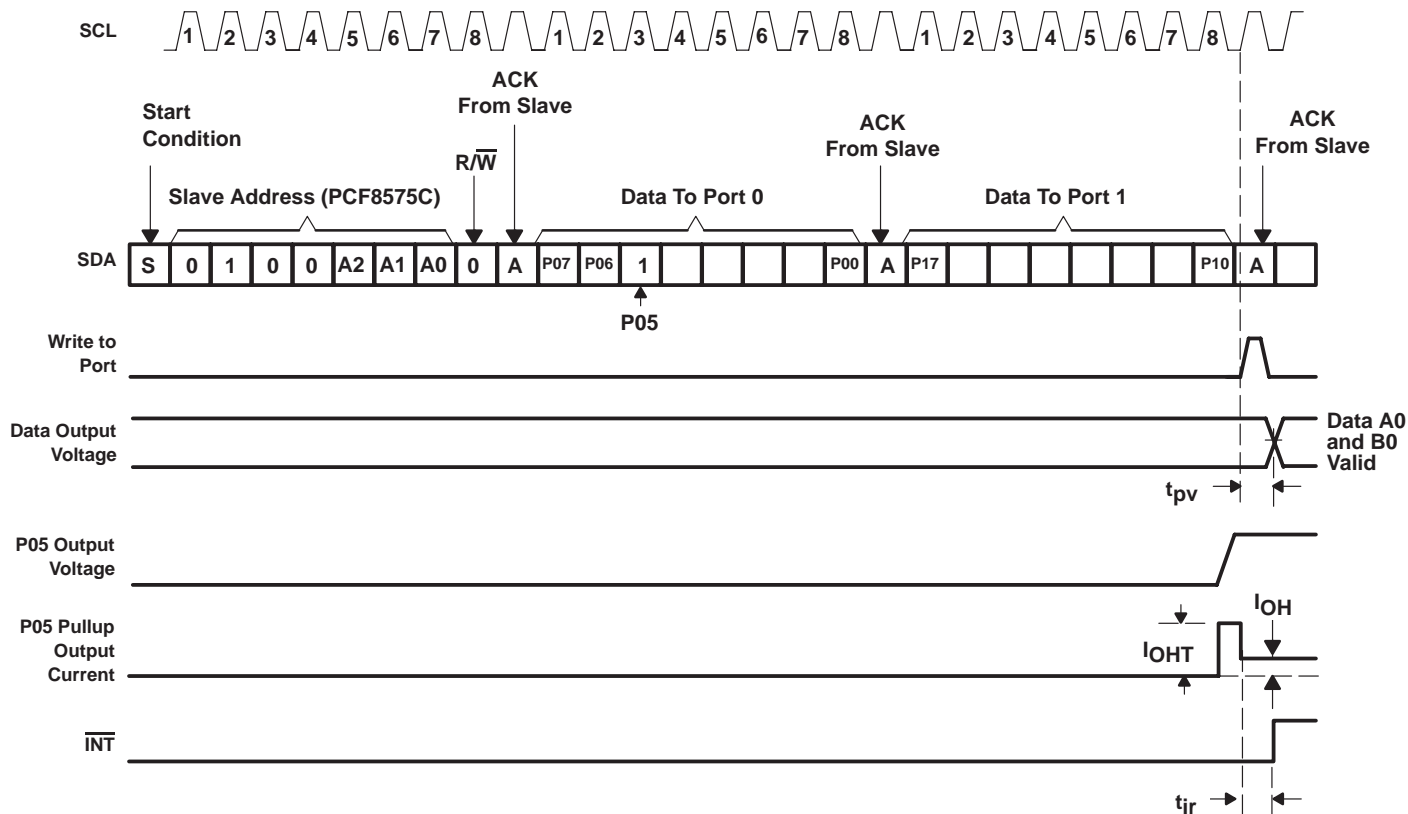 SCL 1 2 3 4 5 6 7 8 1 2 3 4 5 6 7 8 1 2 3 4 5 6 7 8
Start
Condition
R/W
ACK
From Slave
ACK
From Slave
ACK
From Slave
Slave Address (PCF8575C)
Data To Port 0
Data To Port 1
SDA S 0 1 0 0 A2 A1 A0 0 A P07 P06 1 P00 A P17 P10 A
P05
Write to
Port
Data Output
Voltage
Data A0
and B0
Valid
tpv
P05 Output
Voltage
P05 Pullup
Output
Current
IOHT
IOH
INT
tir